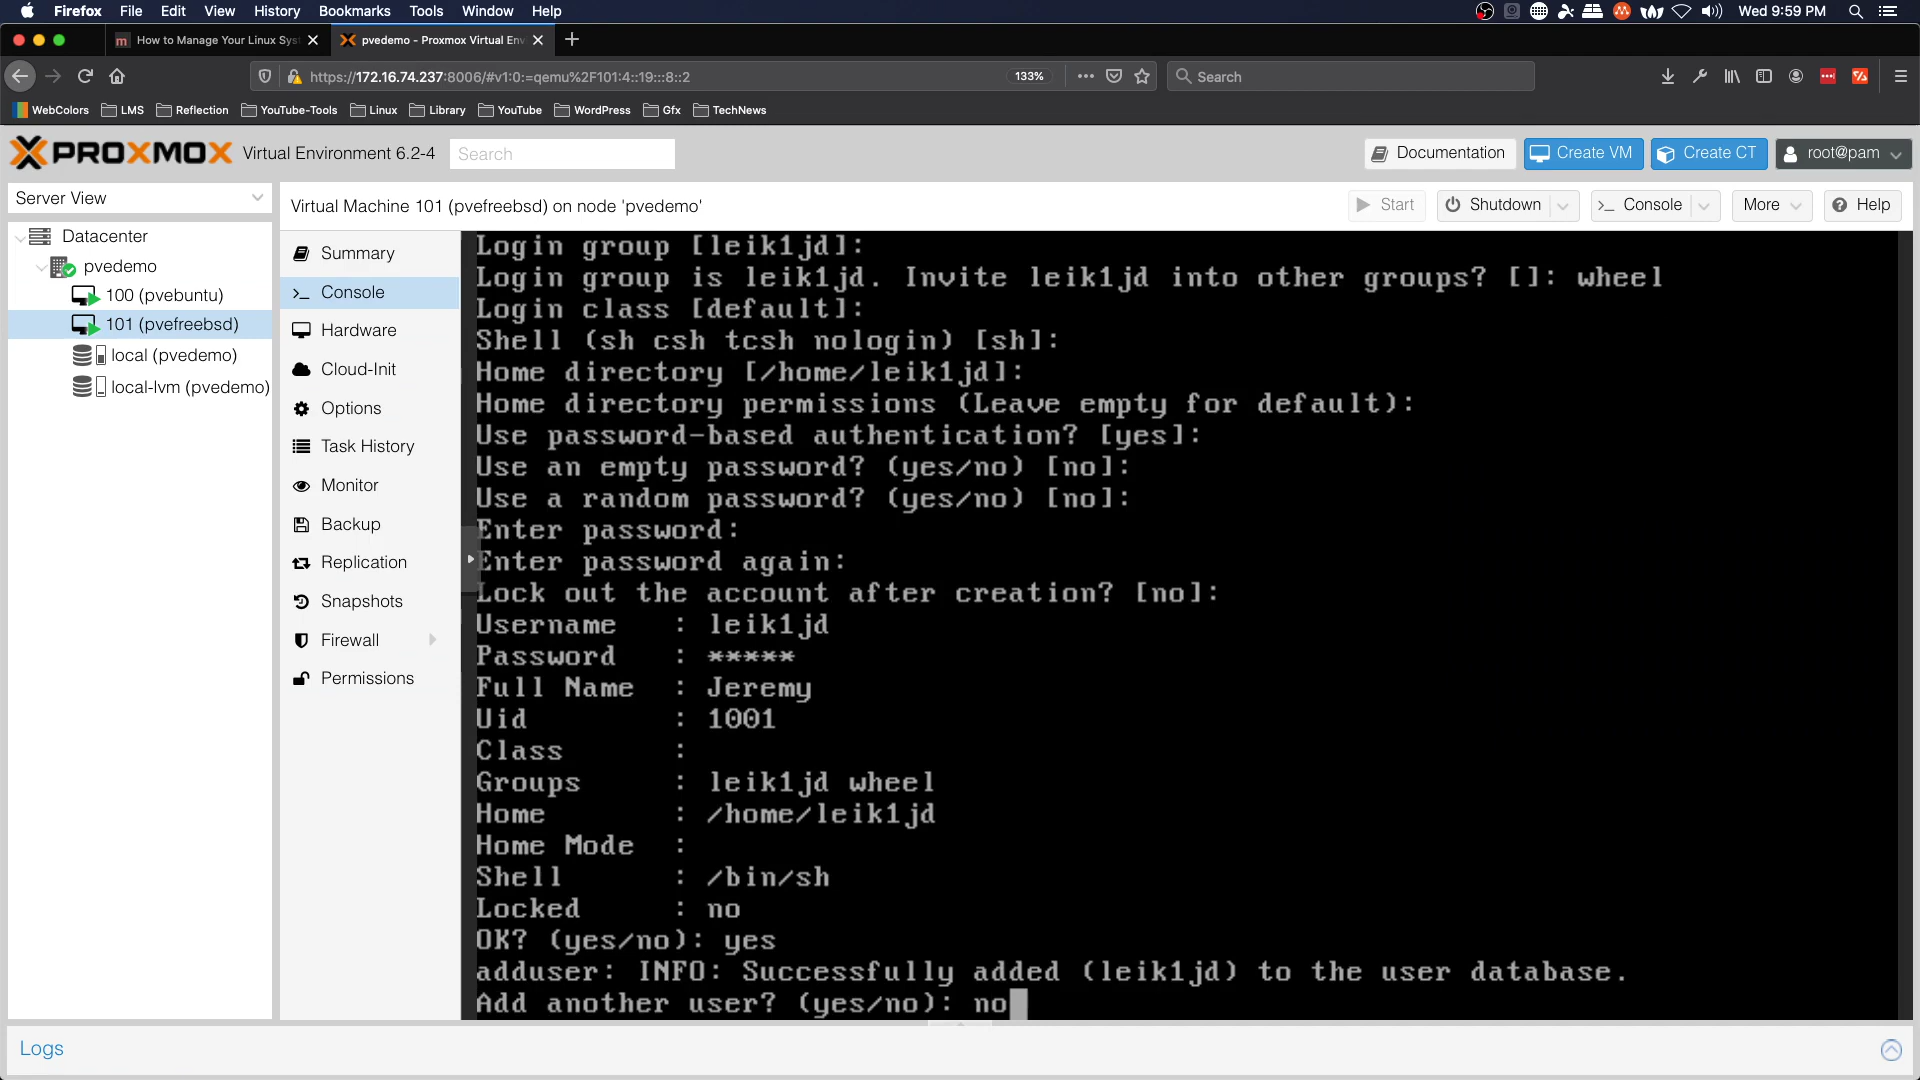 Firefox File Edit View History Bookmarks Tools Window Help Wed 9:59 PM
How to Manage Your Linux Sys pvedemo - Proxmox Virtual Env
https://172.16.74.237:8006/#v1:0:=qemu%2F101:4::19:::8::2 133% Search
WebColors LMS Reflection YouTube-Tools Linux Library YouTube WordPress Gfx TechNews
PROXMOX Virtual Environment 6.2-4 Search Documentation Create VM Create CT root@pam
Server View
Virtual Machine 101 (pvefreebsd) on node 'pvedemo' Start Shutdown Console More Help
Datacenter
pvedemo
100 (pvebuntu)
101 (pvefreebsd)
local (pvedemo)
local-lvm (pvedemo)
Summary
Console
Hardware
Cloud-Init
Options
Task History
Monitor
Backup
Replication
Snapshots
Firewall
Permissions
Login group [leik1jd]:
Login group is leik1jd. Invite leik1jd into other groups? []: wheel
Login class [default]:
Shell (sh csh tcsh nologin) [sh]:
Home directory [/home/leik1jd]:
Home directory permissions (Leave empty for default):
Use password-based authentication? [yes]:
Use an empty password? (yes/no) [no]:
Use a random password? (yes/no) [no]:
Enter password:
Enter password again:
Lock out the account after creation? [no]:
Username   : leik1jd
Password   : *****
Full Name  : Jeremy
Uid        : 1001
Class      :
Groups     : leik1jd wheel
Home       : /home/leik1jd
Home Mode  :
Shell      : /bin/sh
Locked     : no
OK? (yes/no): yes
adduser: INFO: Successfully added (leik1jd) to the user database.
Add another user? (yes/no): no
Logs